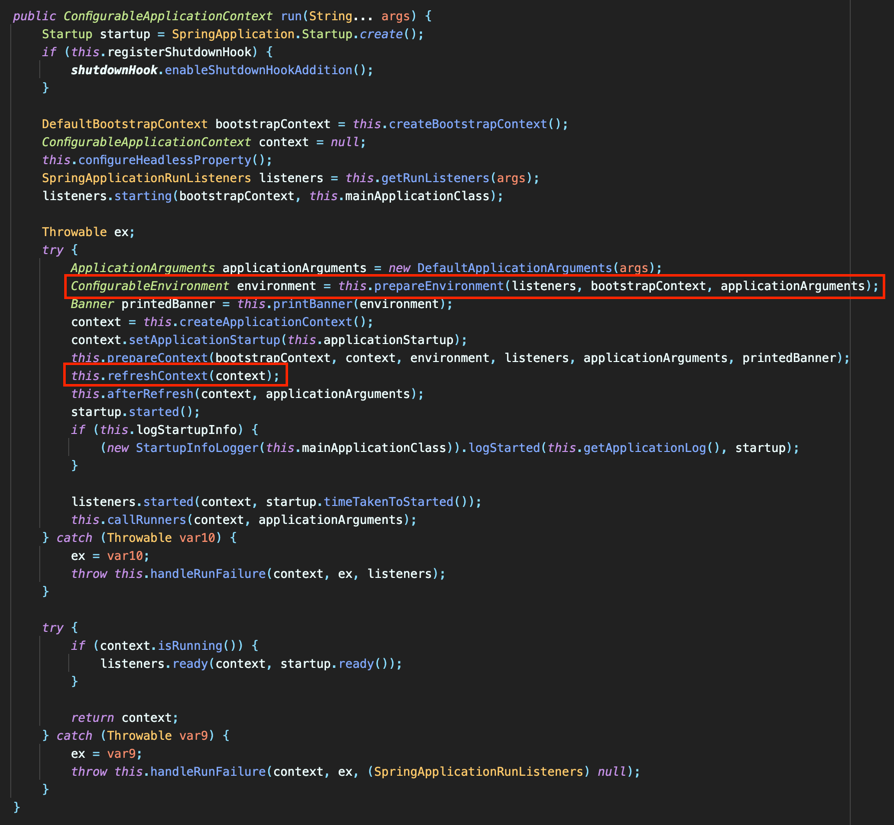 public ConfigurableApplicationContext run(String... args) {
    Startup startup = SpringApplication.Startup.create();
    if (this.registerShutdownHook) {
        shutdownHook.enableShutdownHookAddition();
    }

    DefaultBootstrapContext bootstrapContext = this.createBootstrapContext();
    ConfigurableApplicationContext context = null;
    this.configureHeadlessProperty();
    SpringApplicationRunListeners listeners = this.getRunListeners(args);
    listeners.starting(bootstrapContext, this.mainApplicationClass);

    Throwable ex;
    try {
        ApplicationArguments applicationArguments = new DefaultApplicationArguments(args);
        ConfigurableEnvironment environment = this.prepareEnvironment(listeners, bootstrapContext, applicationArguments);
        Banner printedBanner = this.printBanner(environment);
        context = this.createApplicationContext();
        context.setApplicationStartup(this.applicationStartup);
        this.prepareContext(bootstrapContext, context, environment, listeners, applicationArguments, printedBanner);
        this.refreshContext(context);
        this.afterRefresh(context, applicationArguments);
        startup.started();
        if (this.logStartupInfo) {
            (new StartupInfoLogger(this.mainApplicationClass)).logStarted(this.getApplicationLog(), startup);
        }

        listeners.started(context, startup.timeTakenToStarted());
        this.callRunners(context, applicationArguments);
    } catch (Throwable var10) {
        ex = var10;
        throw this.handleRunFailure(context, ex, listeners);
    }

    try {
        if (context.isRunning()) {
            listeners.ready(context, startup.ready());
        }

        return context;
    } catch (Throwable var9) {
        ex = var9;
        throw this.handleRunFailure(context, ex, (SpringApplicationRunListeners) null);
    }
}